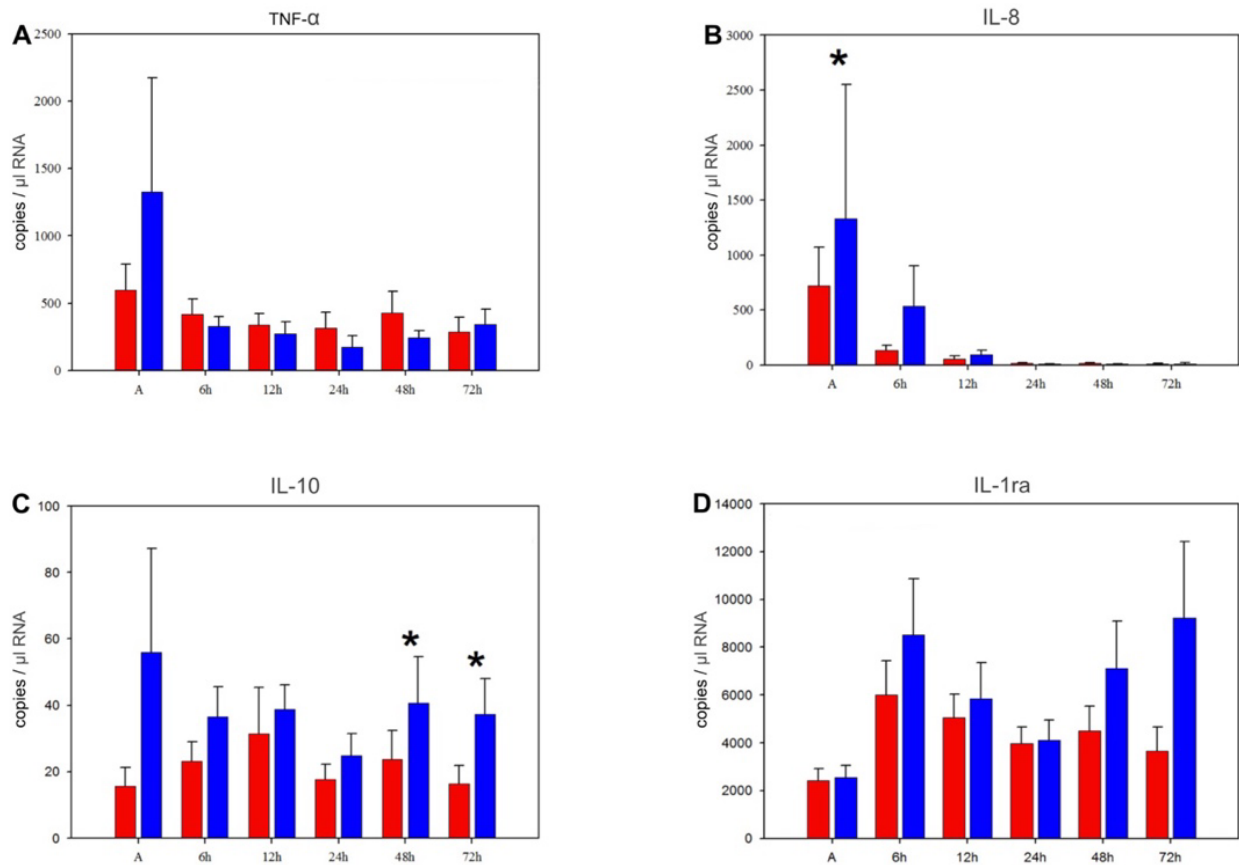 A
TNF-α
2500
2000
1500
1000
500
0
copies / µl RNA
A 6h 12h 24h 48h 72h
B
IL-8
3000
2500
2000
1500
1000
500
0
copies / µl RNA
*
A 6h 12h 24h 48h 72h
C
IL-10
100
80
60
40
20
0
copies / µl RNA
* *
A 6h 12h 24h 48h 72h
D
IL-1ra
14000
12000
10000
8000
6000
4000
2000
0
copies / µl RNA
A 6h 12h 24h 48h 72h